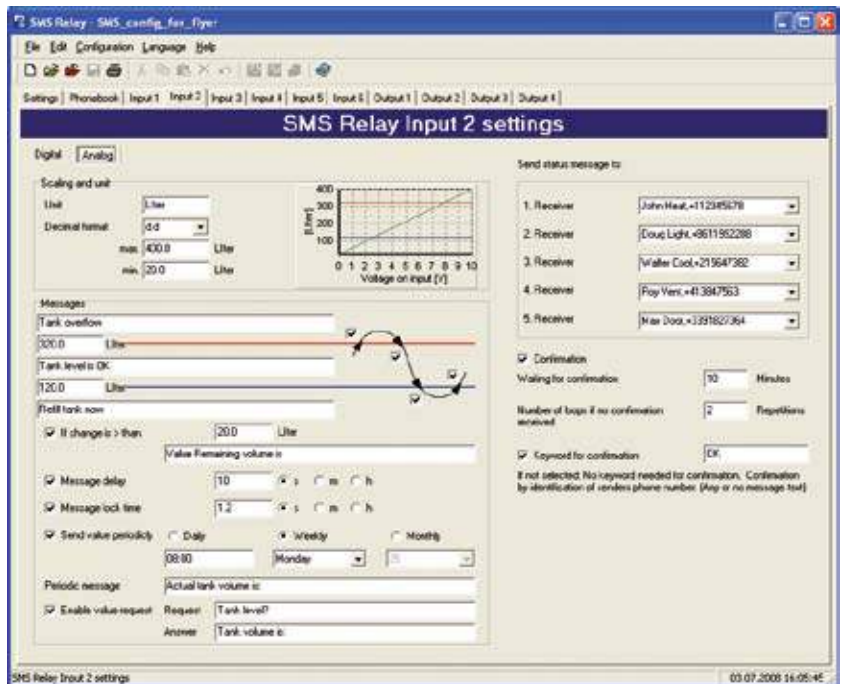 SMS Relay - SMS_config_for_flyer
File Edit Configuration Language Help
Settings Phonebook Input 1 Input 2 Input 3 Input 4 Input 5 Input 6 Output 1 Output 2 Output 3 Output 4
SMS Relay Input 2 settings
Digital Analog
Scaling and unit
Unit Liter
Decimal format d.d
max. 400.0 Liter
min. 20.0 Liter
[Liter]
400
300
200
100
0 1 2 3 4 5 6 7 8 9 10
Voltage on input [V]
Messages
Tank overflow
320.0 Liter
Tank level is OK
120.0 Liter
Refill tank now
If change is > than: 20.0 Liter
Value Remaining volume is
Message delay 10 s m h
Message lock time 1.2 s m h
Send value periodicly Daily Weekly Monthly
08:00 Monday
Periodic message Actual tank volume is:
Enable value request Request Tank level?
Answer Tank volume is:
Send status message to:
1. Receiver John Heat,+112345678
2. Receiver Doug Light,+8611952288
3. Receiver Walter Cool,+215647382
4. Receiver Roy Vent,+413847563
5. Receiver Max Door,+3391827364
Confirmation
Waiting for confirmation 10 Minutes
Number of loops if no confirmation received 2 Repetitions
Keyword for confirmation OK
If not selected: No keyword needed for confirmation. Confirmation
by identification of senders phone number. (Any or no message text)
SMS Relay Input 2 settings 03.07.2008 16:05:45